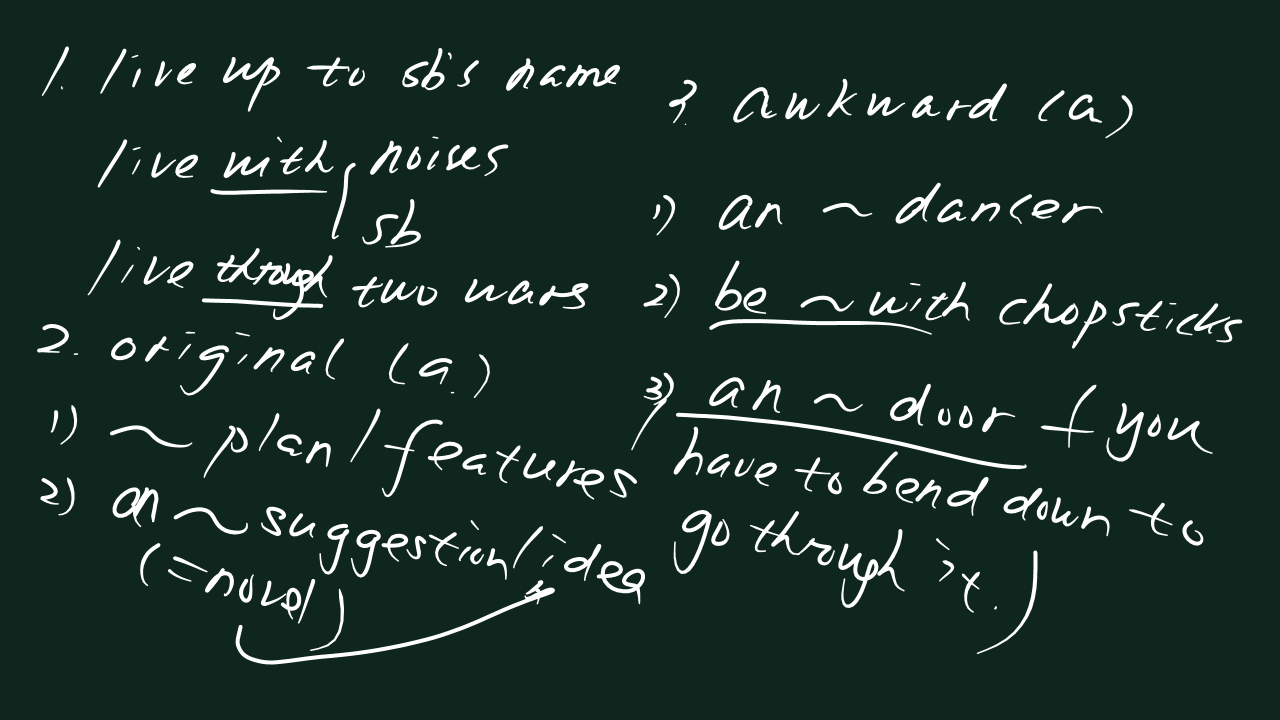 1. live up to sb's name
live with noises
sb
live through two wars
2. original (a.)
1) ~ plan / features
2) an ~ suggestion / idea
(= novel)
3. awkward (a)
1) an ~ dancer
2) be ~ with chopsticks
3) an ~ door ( you
have to bend down to
go through it. )